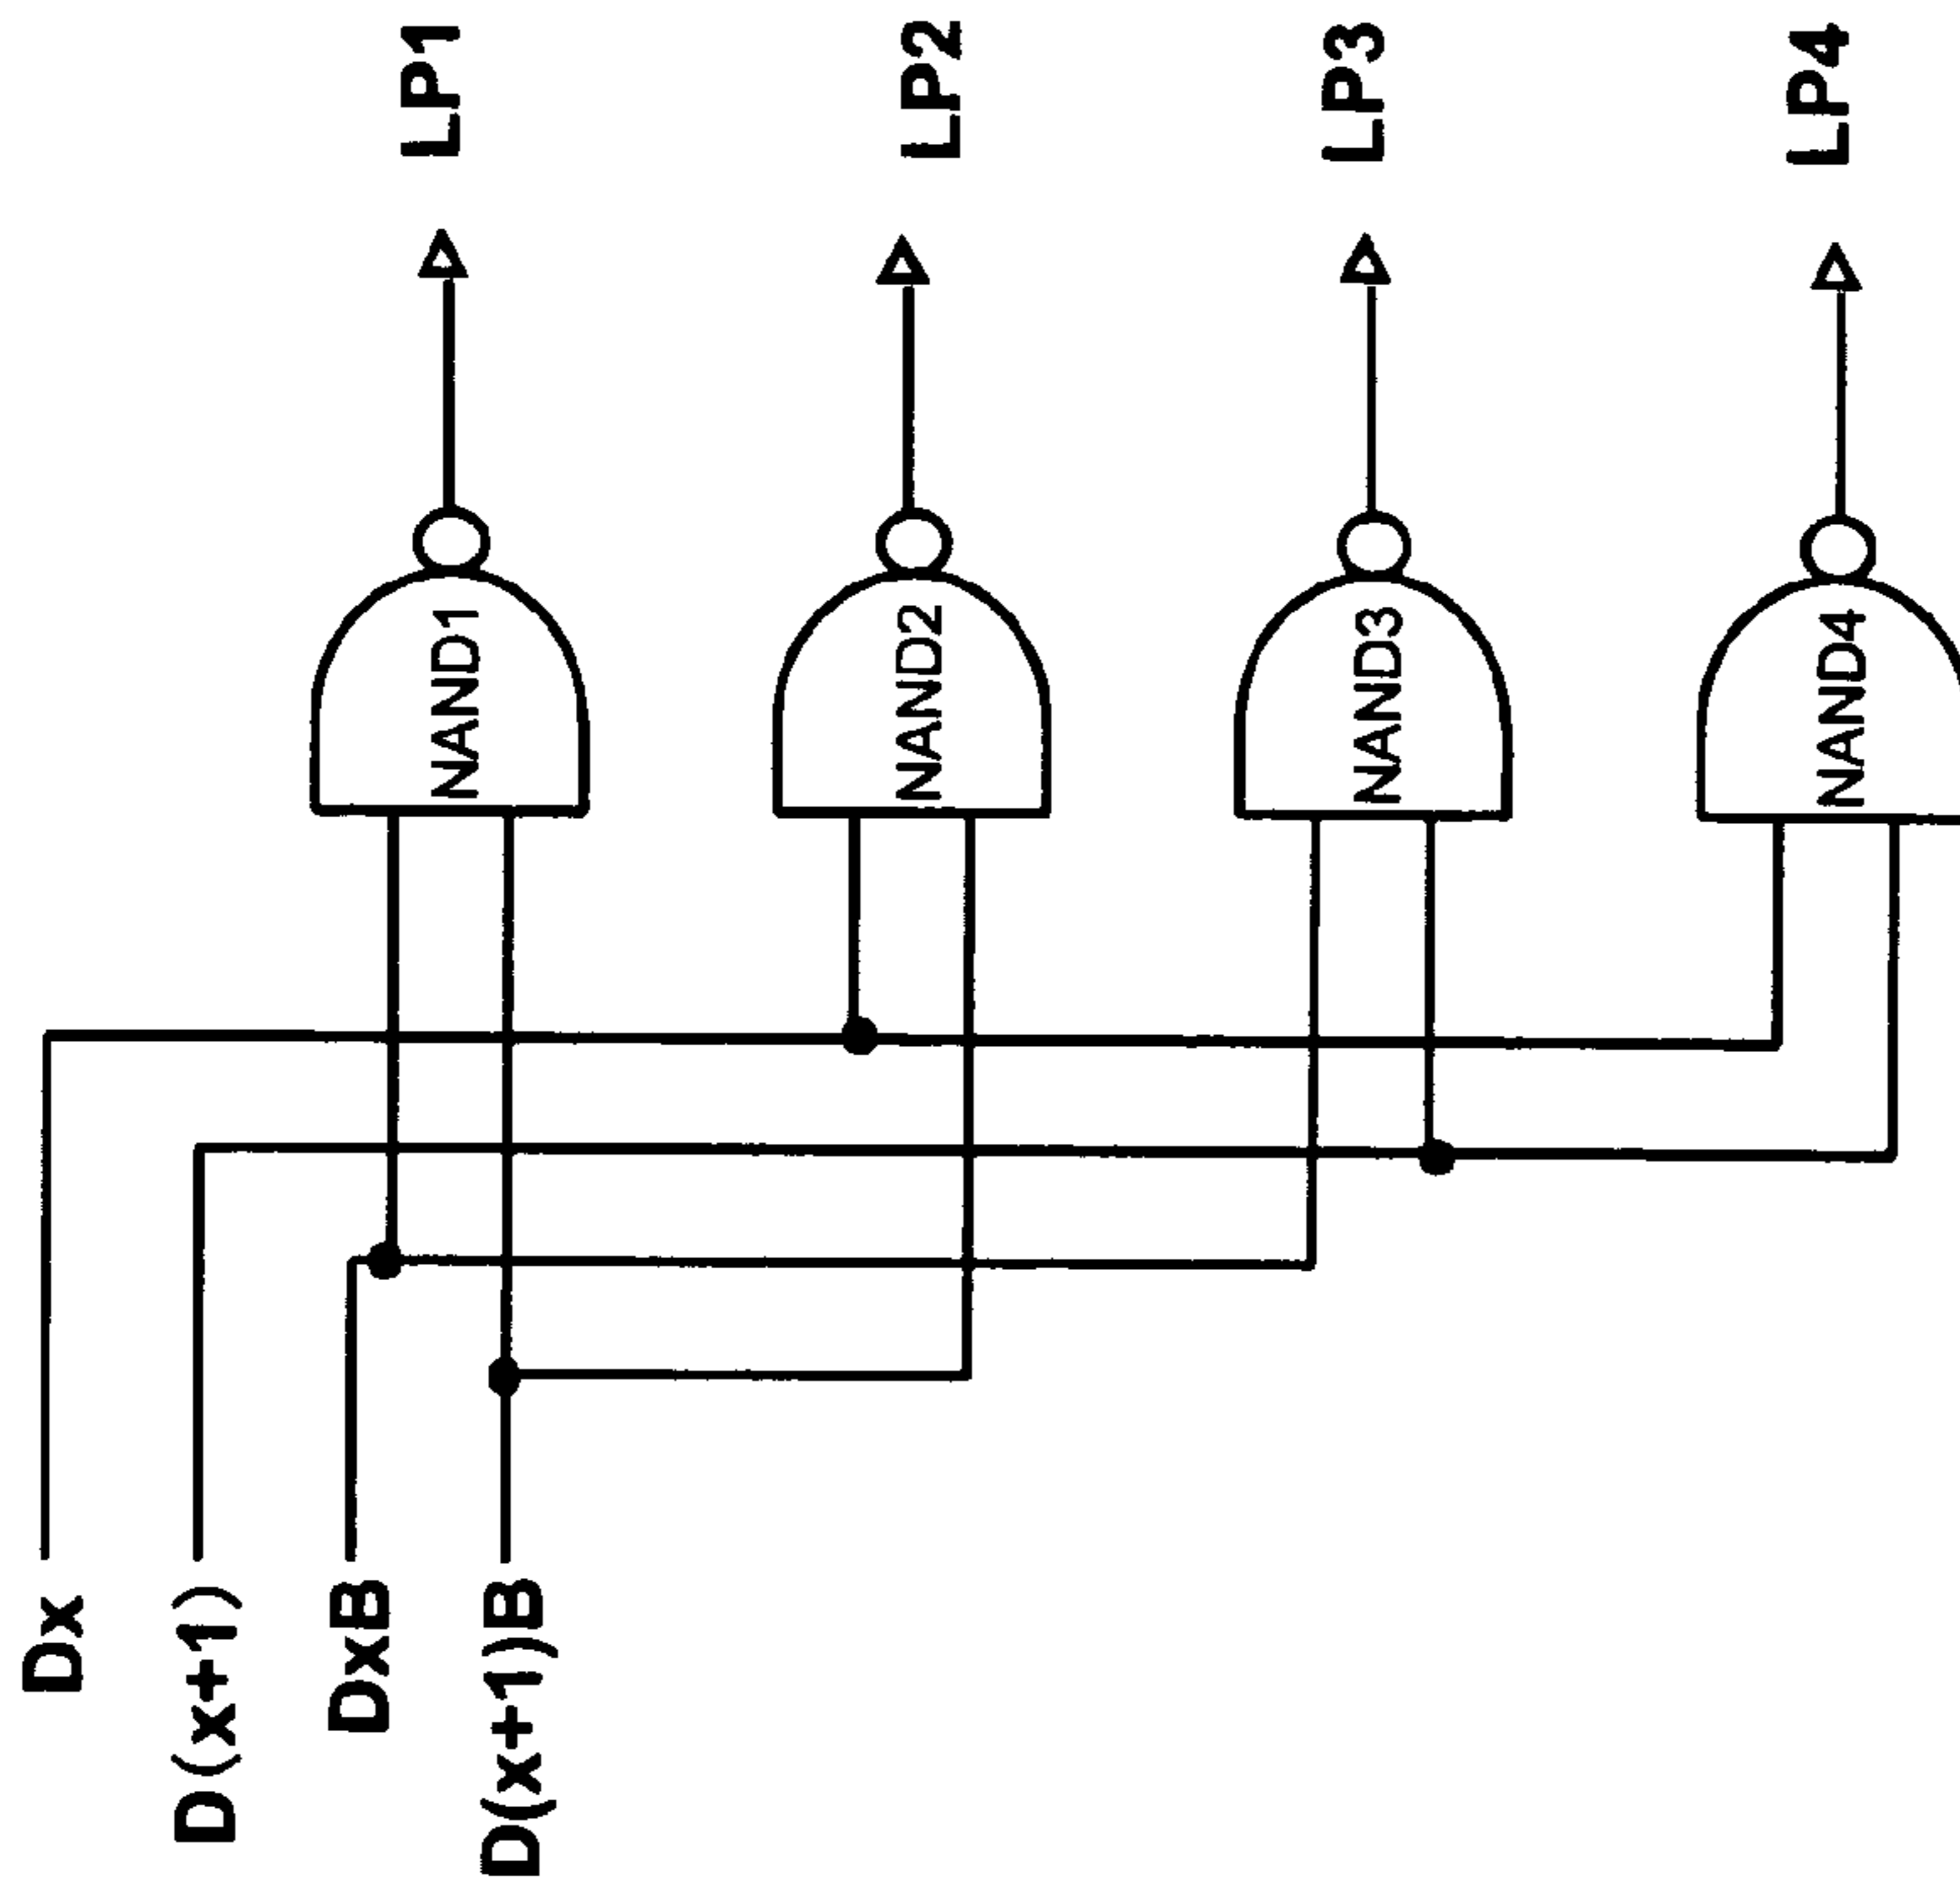 LP1
LP2
LP3
LP4
NAND1
NAND2
NAND3
NAND4
Dx
D(x+1)
DxB
D(x+1)B